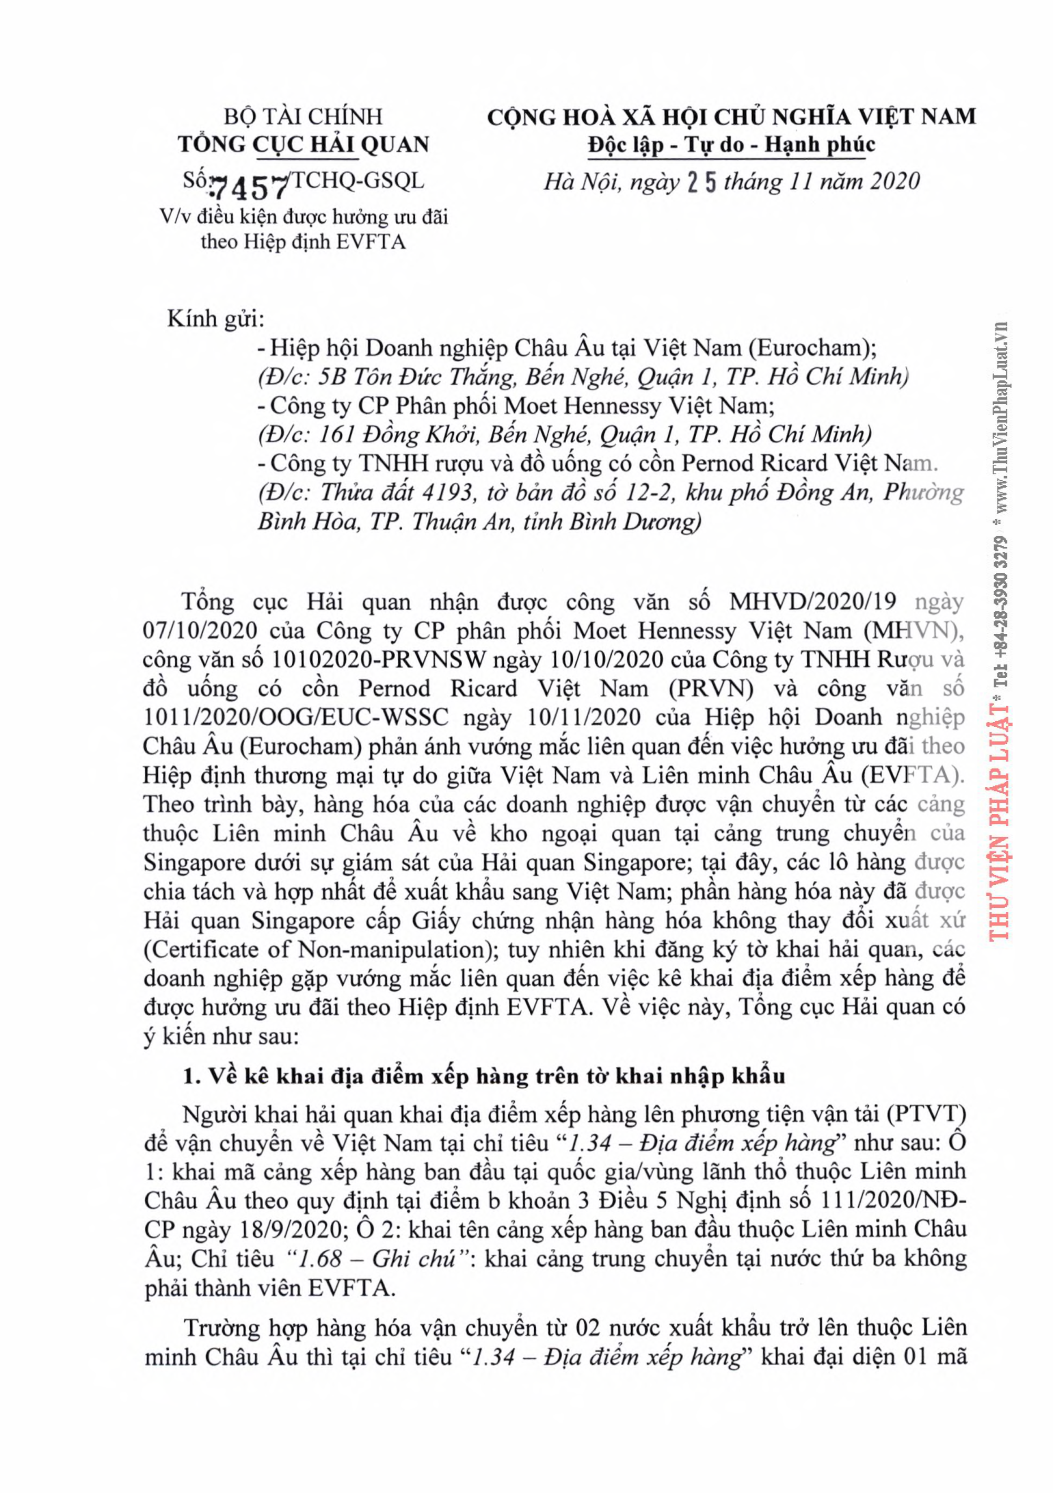 BỘ TÀI CHÍNH
TỔNG CỤC HẢI QUAN
Số:7457/TCHQ-GSQL
V/v điều kiện được hưởng ưu đãi
theo Hiệp định EVFTA
CỘNG HOÀ XÃ HỘI CHỦ NGHĨA VIỆT NAM
Độc lập - Tự do - Hạnh phúc
Hà Nội, ngày 25 tháng 11 năm 2020
Kính gửi:
- Hiệp hội Doanh nghiệp Châu Âu tại Việt Nam (Eurocham);
(Đ/c: 5B Tôn Đức Thắng, Bến Nghé, Quận 1, TP. Hồ Chí Minh)
- Công ty CP Phân phối Moet Hennessy Việt Nam;
(Đ/c: 161 Đồng Khởi, Bến Nghé, Quận 1, TP. Hồ Chí Minh)
- Công ty TNHH rượu và đồ uống có cồn Pernod Ricard Việt Nam.
(Đ/c: Thửa đất 4193, tờ bản đồ số 12-2, khu phố Đồng An, Phường
Bình Hòa, TP. Thuận An, tỉnh Bình Dương)
Tổng cục Hải quan nhận được công văn số MHVD/2020/19 ngày
07/10/2020 của Công ty CP phân phối Moet Hennessy Việt Nam (MHVN),
công văn số 10102020-PRVNSW ngày 10/10/2020 của Công ty TNHH Rượu và
đồ uống có cồn Pernod Ricard Việt Nam (PRVN) và công văn số
1011/2020/OOG/EUC-WSSC ngày 10/11/2020 của Hiệp hội Doanh nghiệp
Châu Âu (Eurocham) phản ánh vướng mắc liên quan đến việc hưởng ưu đãi theo
Hiệp định thương mại tự do giữa Việt Nam và Liên minh Châu Âu (EVFTA).
Theo trình bày, hàng hóa của các doanh nghiệp được vận chuyển từ các cảng
thuộc Liên minh Châu Âu về kho ngoại quan tại cảng trung chuyển của
Singapore dưới sự giám sát của Hải quan Singapore; tại đây, các lô hàng được
chia tách và hợp nhất để xuất khẩu sang Việt Nam; phần hàng hóa này đã được
Hải quan Singapore cấp Giấy chứng nhận hàng hóa không thay đổi xuất xứ
(Certificate of Non-manipulation); tuy nhiên khi đăng ký tờ khai hải quan, các
doanh nghiệp gặp vướng mắc liên quan đến việc kê khai địa điểm xếp hàng để
được hưởng ưu đãi theo Hiệp định EVFTA. Về việc này, Tổng cục Hải quan có
ý kiến như sau:
1. Về kê khai địa điểm xếp hàng trên tờ khai nhập khẩu
Người khai hải quan khai địa điểm xếp hàng lên phương tiện vận tải (PTVT)
để vận chuyển về Việt Nam tại chỉ tiêu “1.34 – Địa điểm xếp hàng” như sau: Ô
1: khai mã cảng xếp hàng ban đầu tại quốc gia/vùng lãnh thổ thuộc Liên minh
Châu Âu theo quy định tại điểm b khoản 3 Điều 5 Nghị định số 111/2020/NĐ-
CP ngày 18/9/2020; Ô 2: khai tên cảng xếp hàng ban đầu thuộc Liên minh Châu
Âu; Chỉ tiêu “1.68 – Ghi chú”: khai cảng trung chuyển tại nước thứ ba không
phải thành viên EVFTA.
Trường hợp hàng hóa vận chuyển từ 02 nước xuất khẩu trở lên thuộc Liên
minh Châu Âu thì tại chỉ tiêu “1.34 – Địa điểm xếp hàng” khai đại diện 01 mã
THƯ VIỆN PHÁP LUẬT* Tel: +84-28-3930 3279 * www.ThuVienPhapLuat.vn